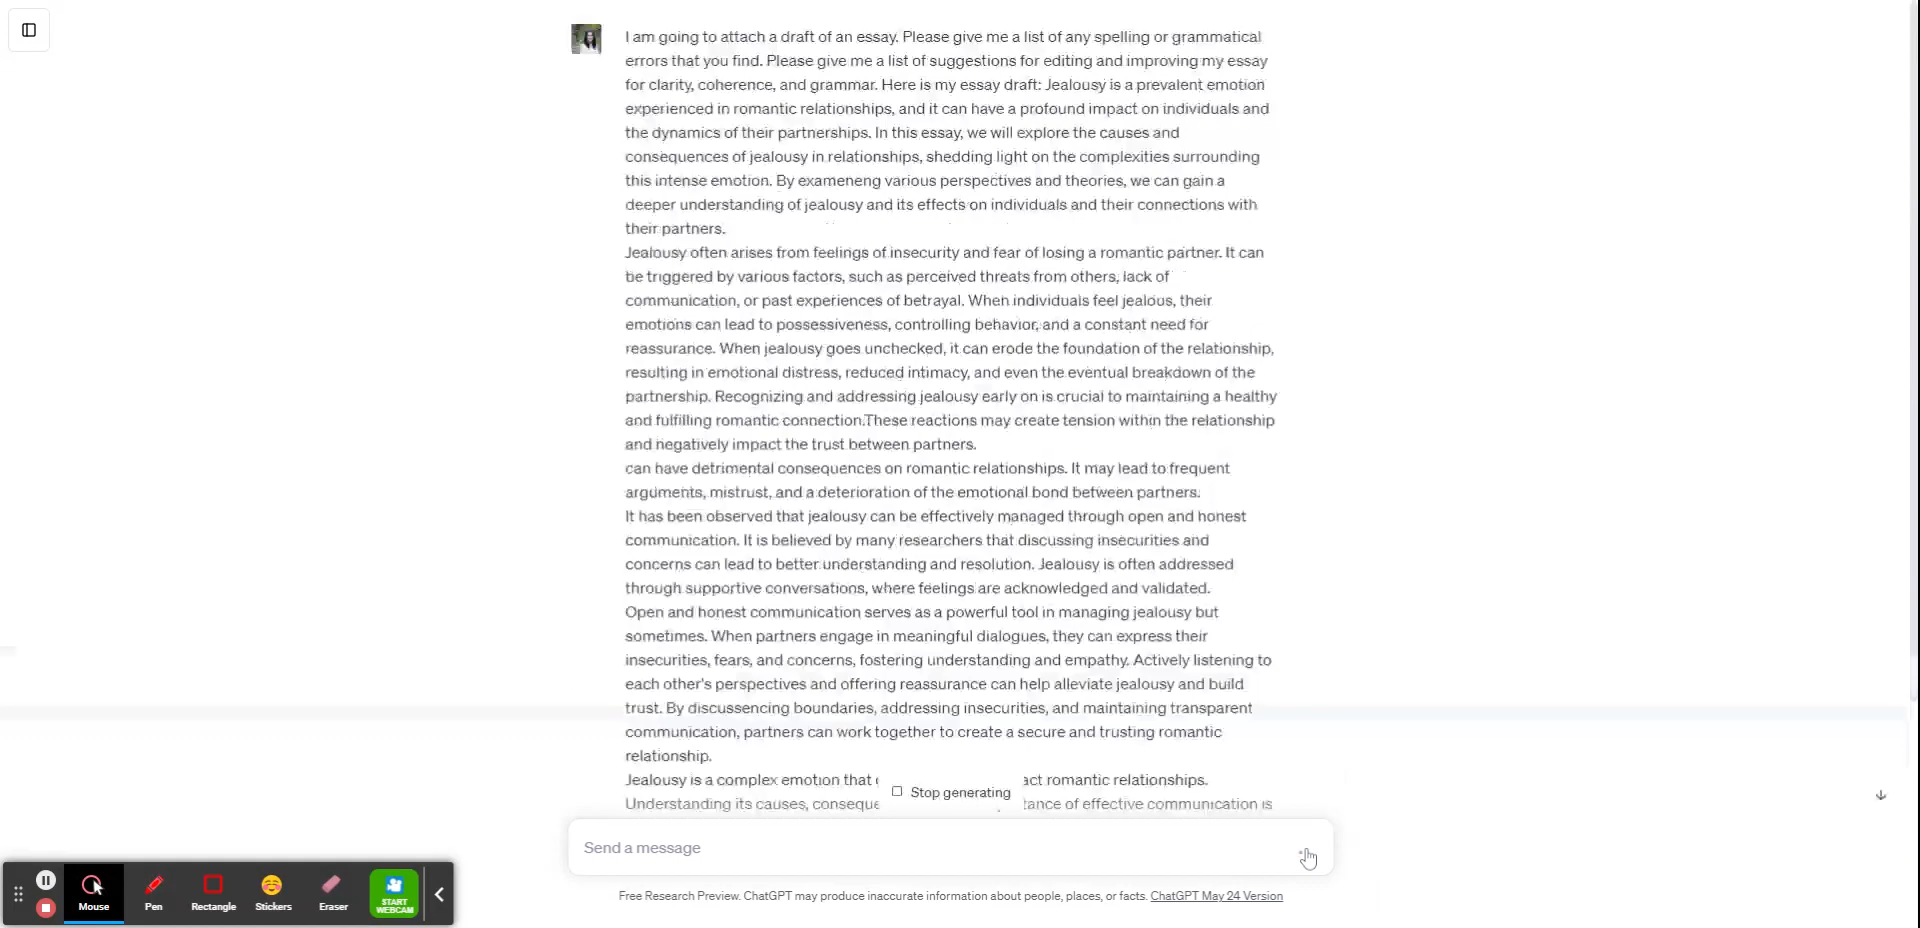 I am going to attach a draft of an essay. Please give me a list of any spelling or grammatical
errors that you find. Please give me a list of suggestions for editing and improving my essay
for clarity, coherence, and grammar. Here is my essay draft: Jealousy is a prevalent emotion
experienced in romantic relationships, and it can have a profound impact on individuals and
the dynamics of their partnerships. In this essay, we will explore the causes and
consequences of jealousy in relationships, shedding light on the complexities surrounding
this intense emotion. By exameneng various perspectives and theories, we can gain a
deeper understanding of jealousy and its effects on individuals and their connections with
their partners.
Jealousy often arises from feelings of insecurity and fear of losing a romantic partner. It can
be triggered by various factors, such as perceived threats from others, lack of
communication, or past experiences of betrayal. When individuals feel jealous, their
emotions can lead to possessiveness, controlling behavior, and a constant need for
reassurance. When jealousy goes unchecked, it can erode the foundation of the relationship,
resulting in emotional distress, reduced intimacy, and even the eventual breakdown of the
partnership. Recognizing and addressing jealousy early on is crucial to maintaining a healthy
and fulfilling romantic connection.These reactions may create tension within the relationship
and negatively impact the trust between partners.
can have detrimental consequences on romantic relationships. It may lead to frequent
arguments, mistrust, and a deterioration of the emotional bond between partners.
It has been observed that jealousy can be effectively managed through open and honest
communication. It is believed by many researchers that discussing insecurities and
concerns can lead to better understanding and resolution. Jealousy is often addressed
through supportive conversations, where feelings are acknowledged and validated.
Open and honest communication serves as a powerful tool in managing jealousy but
sometimes. When partners engage in meaningful dialogues, they can express their
insecurities, fears, and concerns, fostering understanding and empathy. Actively listening to
each other's perspectives and offering reassurance can help alleviate jealousy and build
trust. By discussencing boundaries, addressing insecurities, and maintaining transparent
communication, partners can work together to create a secure and trusting romantic
relationship.
Jealousy is a complex emotion that act romantic relationships.
Stop generating
Understanding its causes, conseque tance of effective communication is
Send a message
Free Research Preview. ChatGPT may produce inaccurate information about people, places, or facts. ChatGPT May 24 Version
Mouse
Pen
Rectangle
Stickers
Eraser
START
WEBCAM